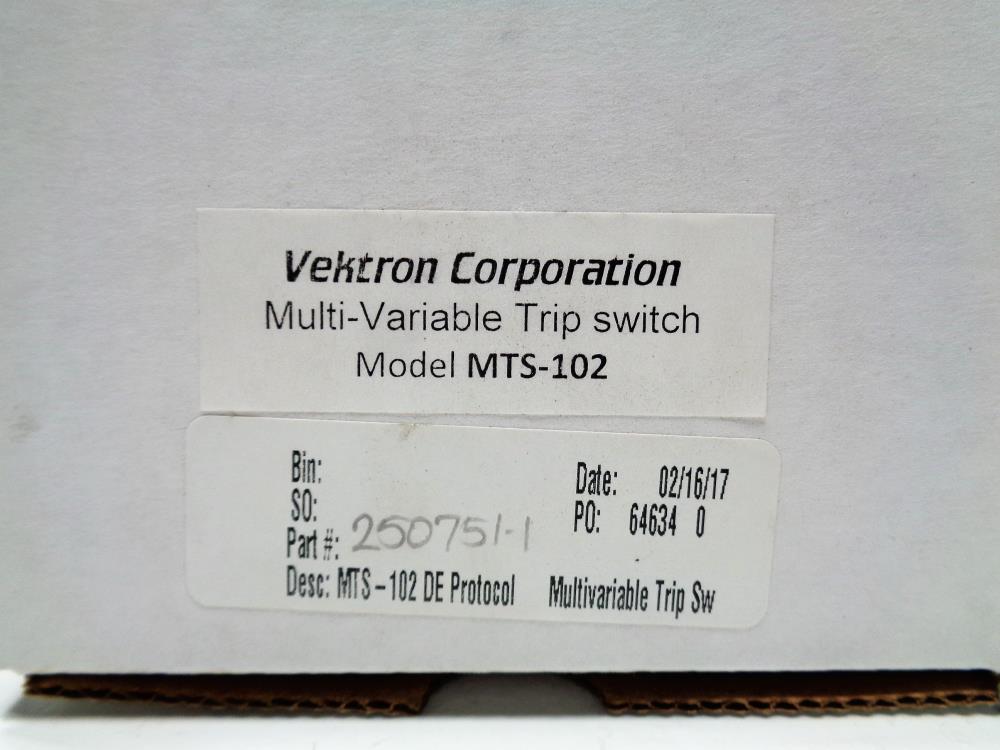 Vektron Corporation
Multi-Variable Trip switch
Model MTS-102
Bin:
SO:
Part #: 250751-1
Date: 02/16/17
PO: 64634 0
Desc: MTS - 102 DE Protocol Multivariable Trip Sw